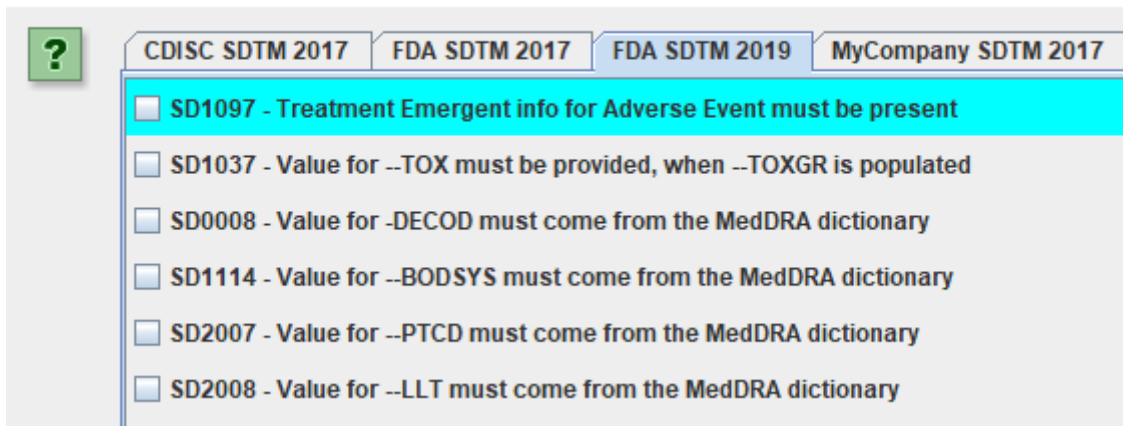 ?
CDISC SDTM 2017 FDA SDTM 2017 FDA SDTM 2019 MyCompany SDTM 2017
SD1097 - Treatment Emergent info for Adverse Event must be present
SD1037 - Value for --TOX must be provided, when --TOXGR is populated
SD0008 - Value for -DECOD must come from the MedDRA dictionary
SD1114 - Value for --BODSYS must come from the MedDRA dictionary
SD2007 - Value for --PTCD must come from the MedDRA dictionary
SD2008 - Value for --LLT must come from the MedDRA dictionary